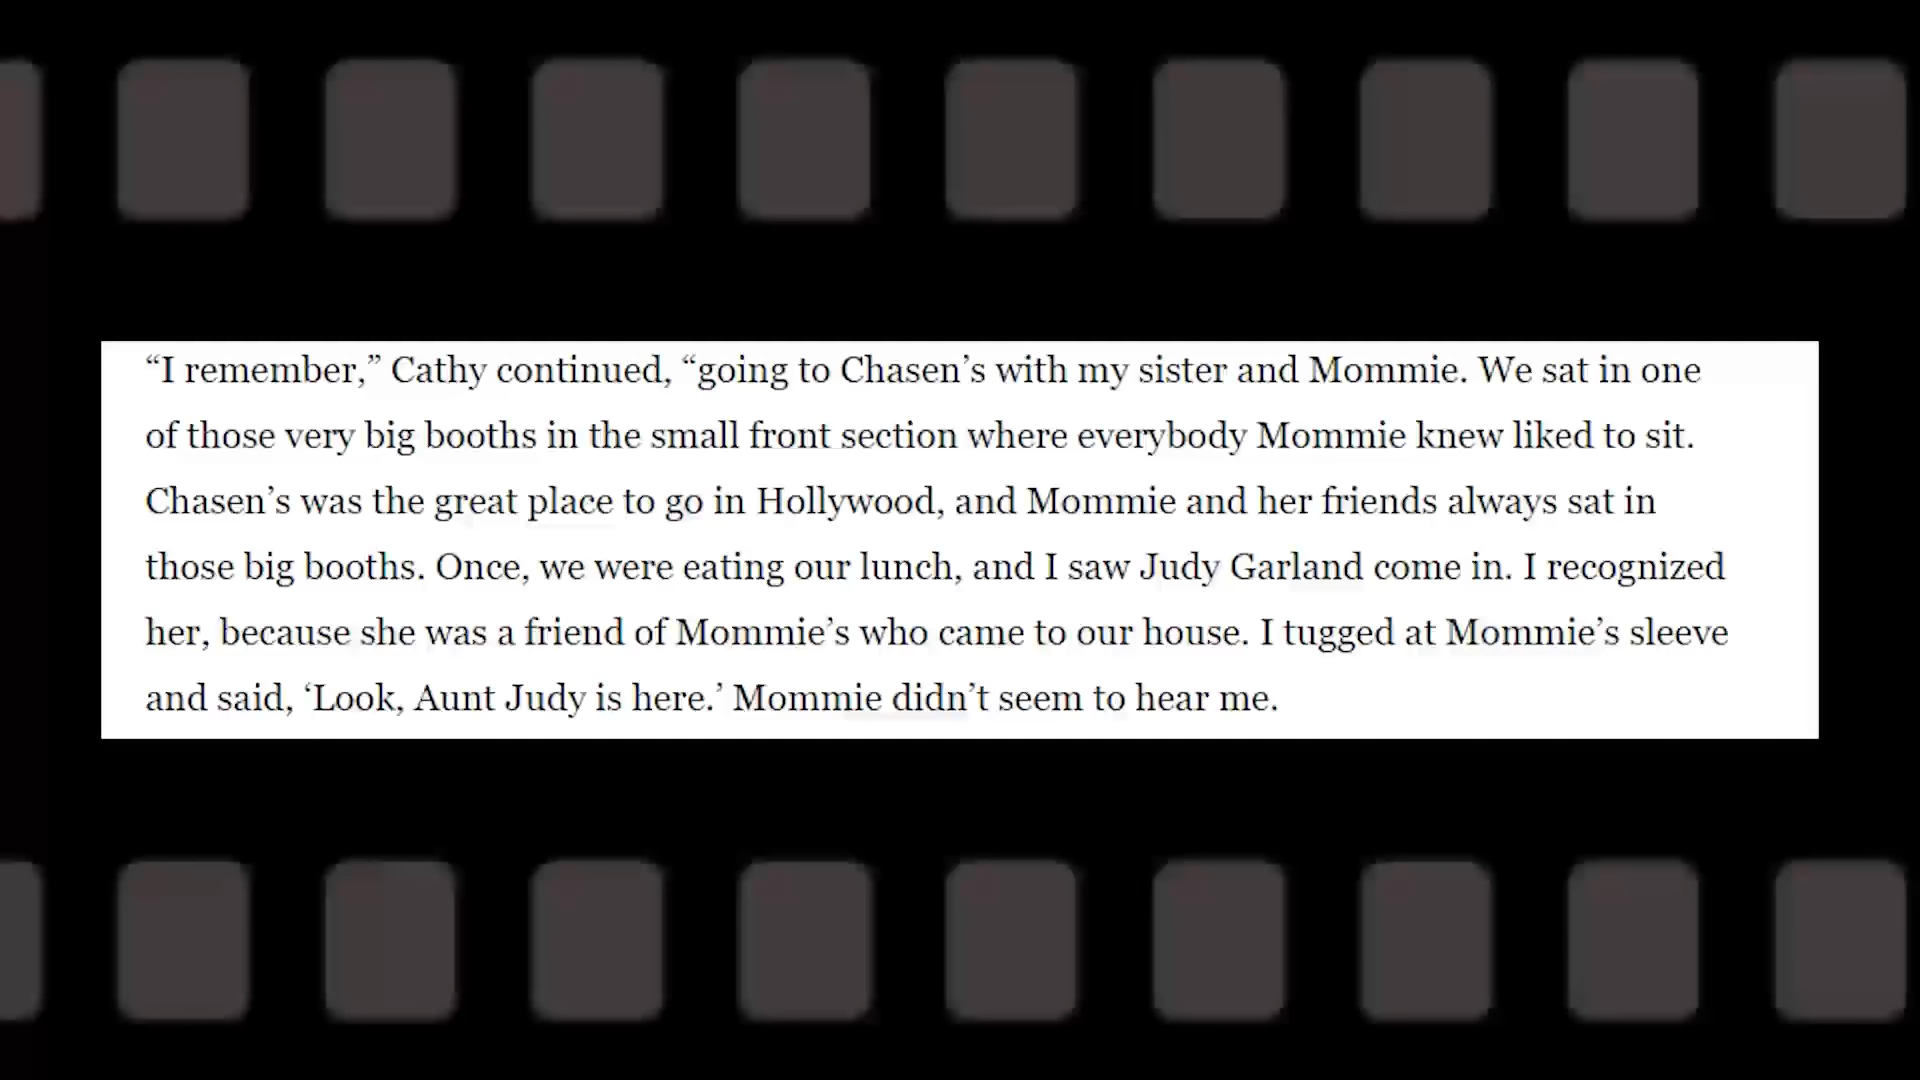 “I remember,” Cathy continued, “going to Chasen’s with my sister and Mommie. We sat in one
of those very big booths in the small front section where everybody Mommie knew liked to sit.
Chasen’s was the great place to go in Hollywood, and Mommie and her friends always sat in
those big booths. Once, we were eating our lunch, and I saw Judy Garland come in. I recognized
her, because she was a friend of Mommie’s who came to our house. I tugged at Mommie’s sleeve
and said, ‘Look, Aunt Judy is here.’ Mommie didn’t seem to hear me.